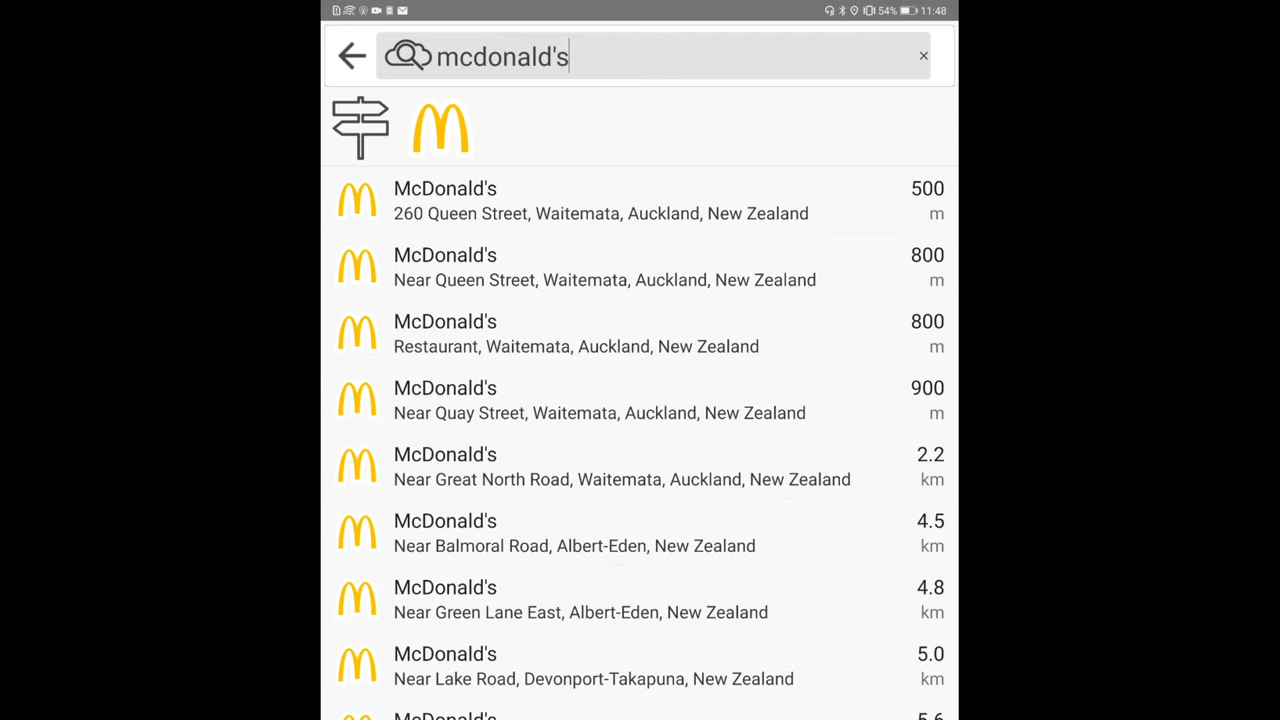 54% 11:48
mcdonald's ×
McDonald's 500
260 Queen Street, Waitemata, Auckland, New Zealand m
McDonald's 800
Near Queen Street, Waitemata, Auckland, New Zealand m
McDonald's 800
Restaurant, Waitemata, Auckland, New Zealand m
McDonald's 900
Near Quay Street, Waitemata, Auckland, New Zealand m
McDonald's 2.2
Near Great North Road, Waitemata, Auckland, New Zealand km
McDonald's 4.5
Near Balmoral Road, Albert-Eden, New Zealand km
McDonald's 4.8
Near Green Lane East, Albert-Eden, New Zealand km
McDonald's 5.0
Near Lake Road, Devonport-Takapuna, New Zealand km
McDonald's 5.6